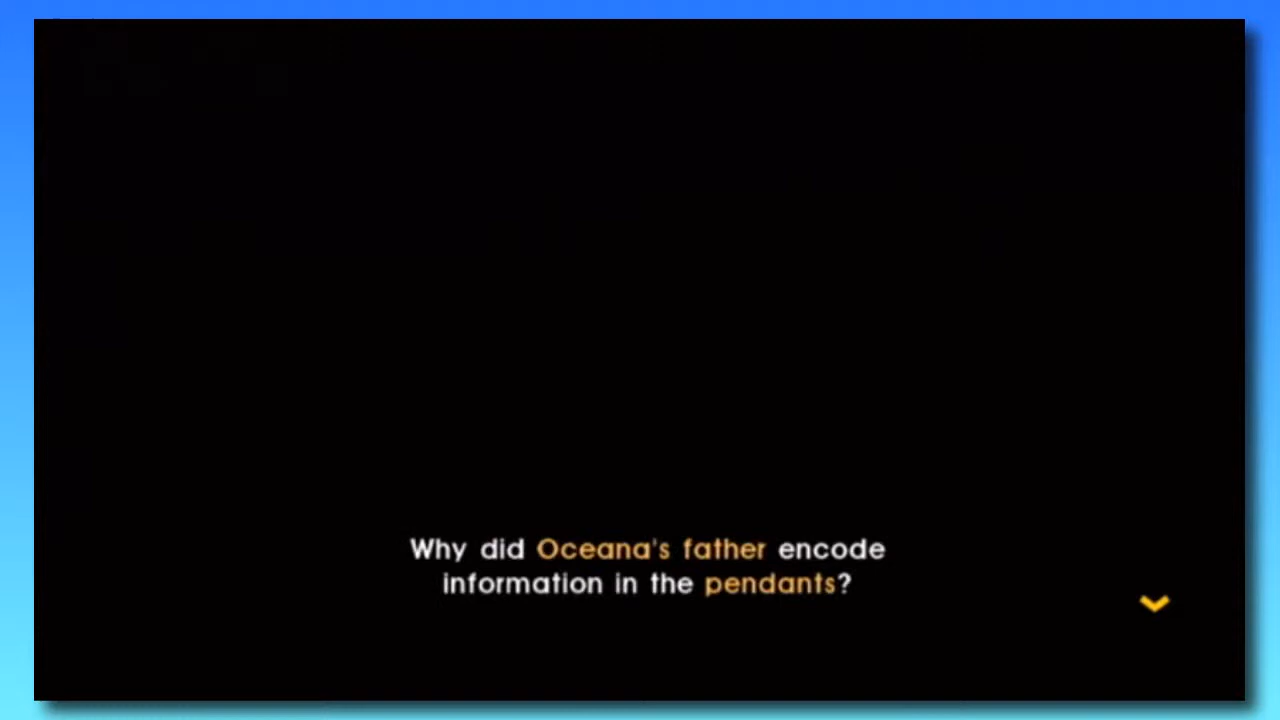 Why did Oceana's father encode
information in the pendants?